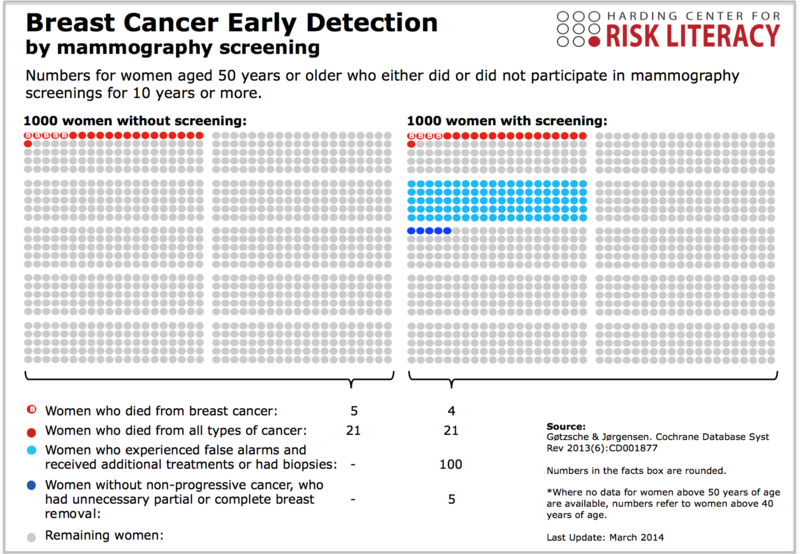 Breast Cancer Early Detection
by mammography screening
HARDING CENTER FOR
RISK LITERACY
Numbers for women aged 50 years or older who either did or did not participate in mammography
screenings for 10 years or more.
1000 women without screening:
1000 women with screening:
B B B B B
B B B B
B Women who died from breast cancer: 5 4
Women who died from all types of cancer: 21 21
Women who experienced false alarms and
received additional treatments or had biopsies: - 100
Women without non-progressive cancer, who
had unnecessary partial or complete breast - 5
removal:
Remaining women:
Source:
Gøtzsche & Jørgensen. Cochrane Database Syst
Rev 2013(6):CD001877
Numbers in the facts box are rounded.
*Where no data for women above 50 years of age
are available, numbers refer to women above 40
years of age.
Last Update: March 2014